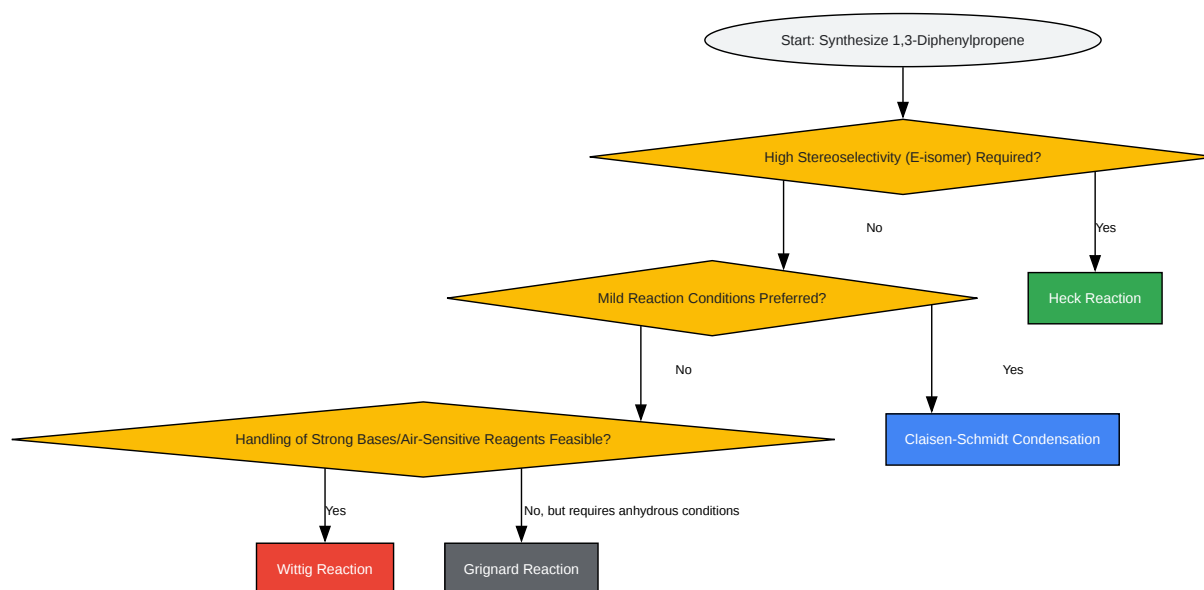 Start: Synthesize 1,3-Diphenylpropene
High Stereoselectivity (E-isomer) Required?
No
Yes
Mild Reaction Conditions Preferred?
Heck Reaction
No
Yes
Handling of Strong Bases/Air-Sensitive Reagents Feasible?
Claisen-Schmidt Condensation
Yes
No, but requires anhydrous conditions
Wittig Reaction
Grignard Reaction